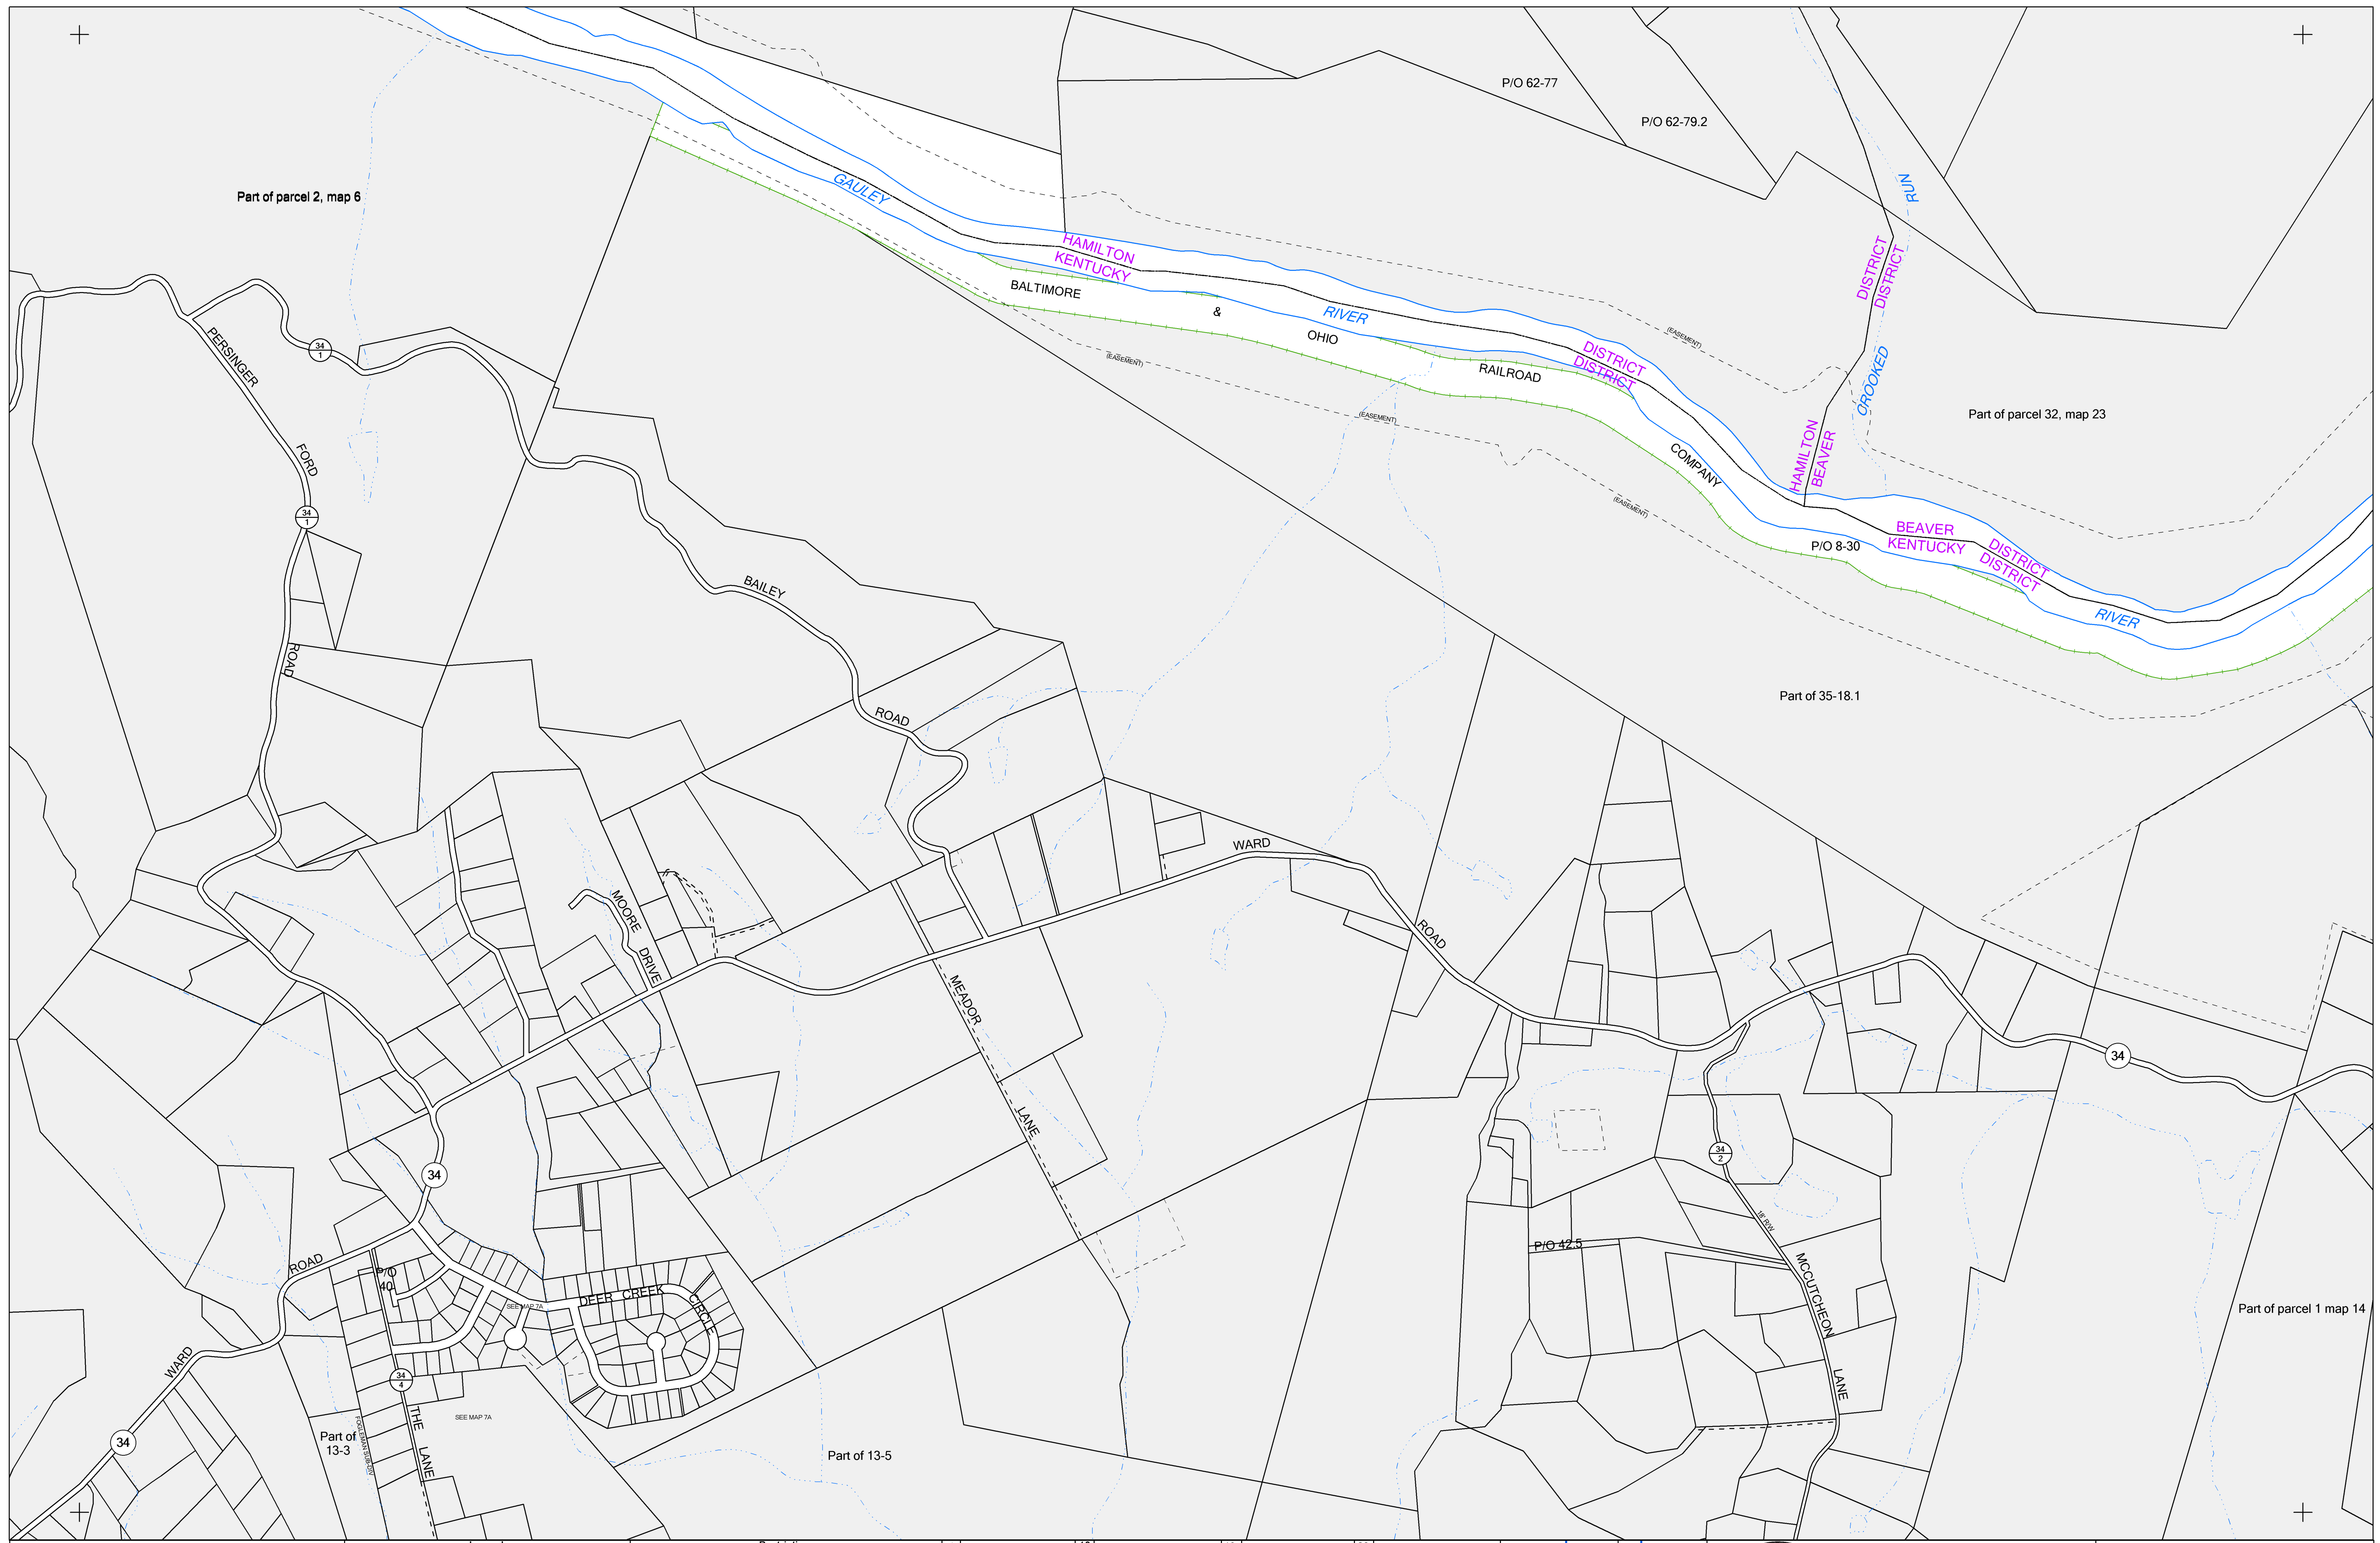 P/O 62-77
P/O 62-79.2
Part of parcel 2, map 6
GAULEY
RUN
HAMILTON
KENTUCKY
DISTRICT
DISTRICT
BALTIMORE
&
RIVER
OHIO
(EASEMENT)
34
1
PERSINGER
(EASEMENT)
DISTRICT
DISTRICT
RAILROAD
CROOKED
(EASEMENT)
Part of parcel 32, map 23
FORD
COMPANY
HAMILTON
BEAVER
(EASEMENT)
34
1
BEAVER
KENTUCKY
DISTRICT
DISTRICT
P/O 8-30
BAILEY
RIVER
ROAD
Part of 35-18.1
ROAD
WARD
MOORE
DRIVE
ROAD
MEADOR
34
LANE
34
2
34
18' R/W
P/O 42.5
ROAD
P/O
40
MCCUTCHEON
DEER CREEK
CIRCLE
SEE MAP 7A
Part of parcel 1 map 14
WARD
34
4
LANE
THE
SEE MAP 7A
34
Part of
13-3
FOGLEMAN SUB-DIV
LANE
Part of 13-5